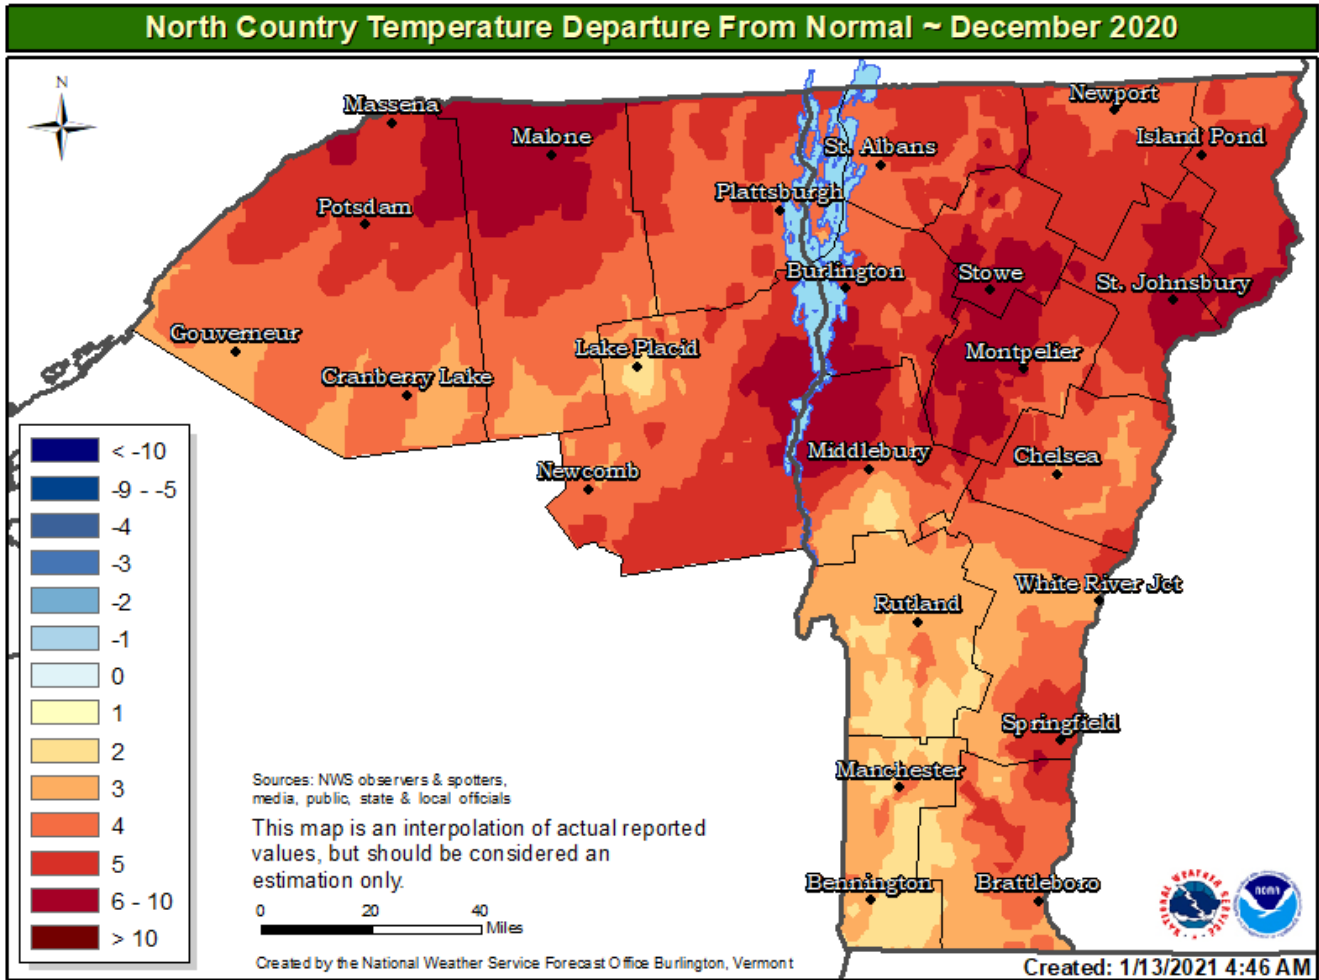 North Country Temperature Departure From Normal ~ December 2020
N
Massena
Malone
Newport
Island Pond
St. Albans
Plattsburgh
Potsdam
Burlington
Stowe
St. Johnsbury
Gouverneur
Lake Placid
Montpelier
Cranberry Lake
Middlebury
Chelsea
Newcomb
White River Jct
Rutland
Springfield
Manchester
Bennington
Brattleboro
< -10
-9 - -5
-4
-3
-2
-1
0
1
2
3
4
5
6 - 10
> 10
Sources: NWS observers & spotters,
media, public, state & local officials
This map is an interpolation of actual reported
values, but should be considered an
estimation only.
0 20 40
Miles
Created by the National Weather Service Forecast Office Burlington, Vermont
NATIONAL WEATHER SERVICE
noaa
Created: 1/13/2021 4:46 AM